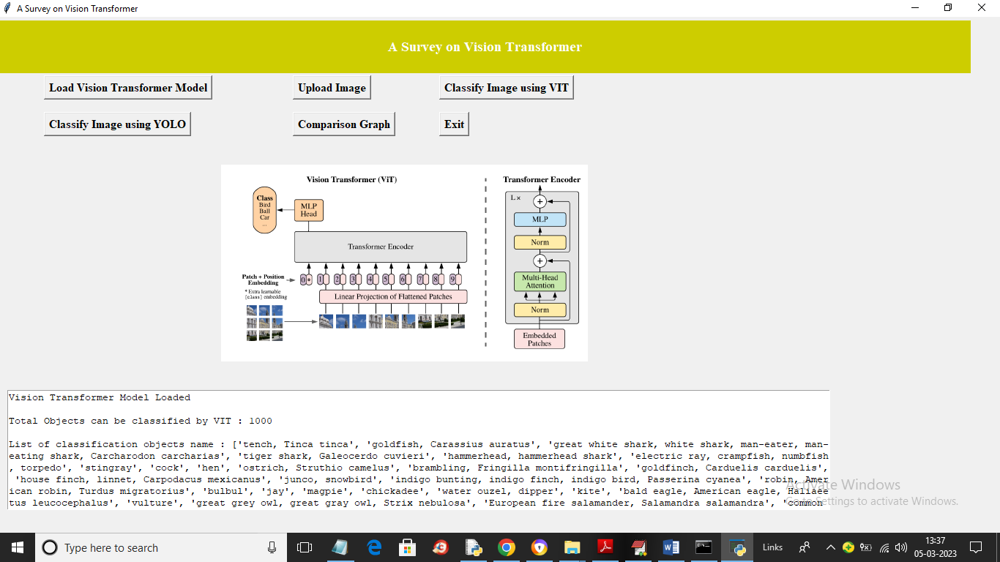 A Survey on Vision Transformer
A Survey on Vision Transformer
Load Vision Transformer Model
Upload Image
Classify Image using VIT
Classify Image using YOLO
Comparison Graph
Exit
Vision Transformer (ViT)
Class
Bird
Ball
Car
...
MLP
Head
Transformer Encoder
Patch + Position
Embedding
* Extra learnable
[class] embedding
0 * 1 2 3 4 5 6 7 8 9
Linear Projection of Flattened Patches
Transformer Encoder
L ×
+
MLP
Norm
+
Multi-Head
Attention
Norm
Embedded
Patches
Vision Transformer Model Loaded
Total Objects can be classified by VIT : 1000
List of classification objects name : ['tench, Tinca tinca', 'goldfish, Carassius auratus', 'great white shark, white shark, man-eater, man-
eating shark, Carcharodon carcharias', 'tiger shark, Galeocerdo cuvieri', 'hammerhead, hammerhead shark', 'electric ray, crampfish, numbfish
, torpedo', 'stingray', 'cock', 'hen', 'ostrich, Struthio camelus', 'brambling, Fringilla montifringilla', 'goldfinch, Carduelis carduelis',
'house finch, linnet, Carpodacus mexicanus', 'junco, snowbird', 'indigo bunting, indigo finch, indigo bird, Passerina cyanea', 'robin, Amer
ican robin, Turdus migratorius', 'bulbul', 'jay', 'magpie', 'chickadee', 'water ouzel, dipper', 'kite', 'bald eagle, American eagle, Haliaee
tus leucocephalus', 'vulture', 'great grey owl, great gray owl, Strix nebulosa', 'European fire salamander, Salamandra salamandra', 'common
Activate Windows
Go to Settings to activate Windows.
Type here to search
Links
13:37
05-03-2023